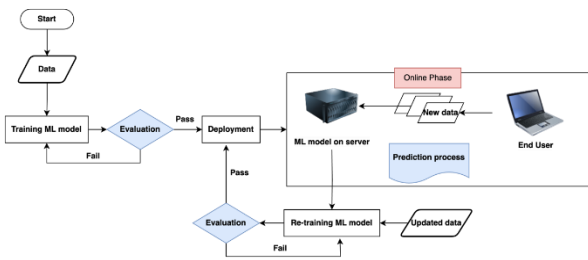 Start
Data
Training ML model
Evaluation
Pass
Fail
Deployment
Online Phase
New data
ML model on server
End User
Prediction process
Pass
Evaluation
Re-training ML model
Updated data
Fail